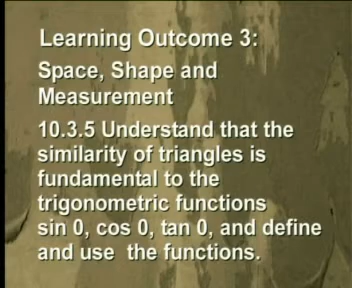 Learning Outcome 3:
Space, Shape and
Measurement
10.3.5 Understand that the
similarity of triangles is
fundamental to the
trigonometric functions
sin 0, cos 0, tan 0, and define
and use the functions.